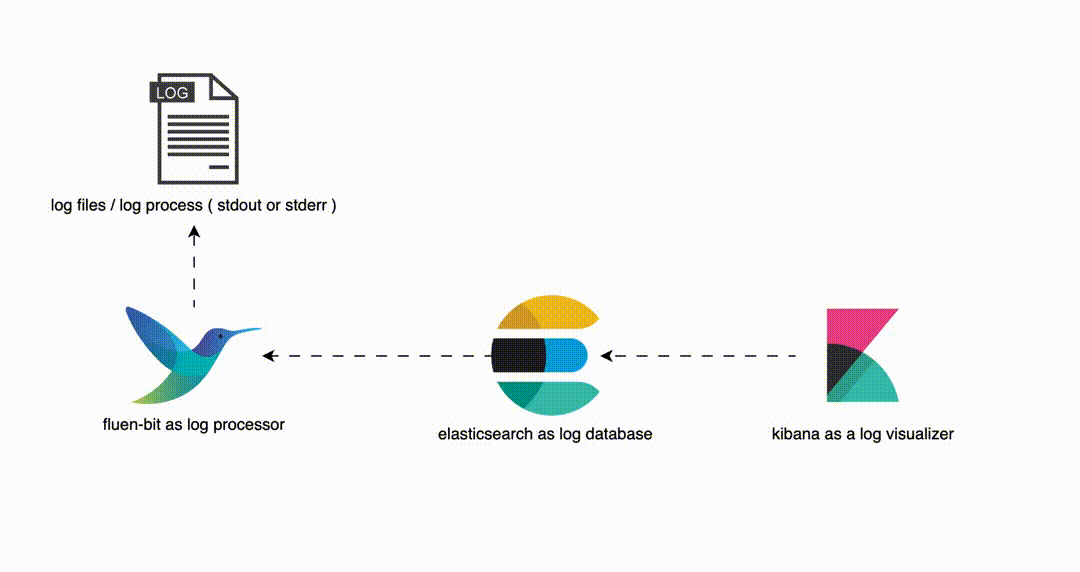 LOG
log files / log process ( stdout or stderr )
fluen-bit as log processor
elasticsearch as log database
kibana as a log visualizer